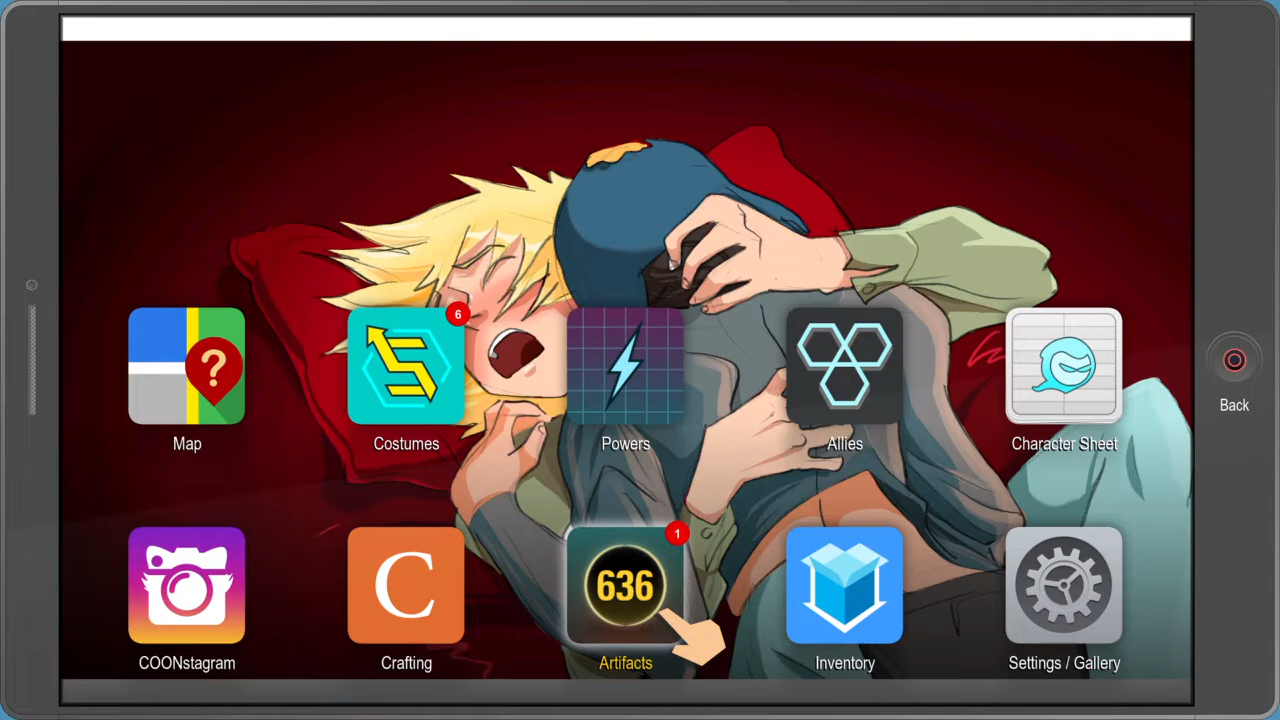 6
Map
Costumes
Powers
Allies
Character Sheet
Back
1
C
636
COONstagram
Crafting
Artifacts
Inventory
Settings / Gallery